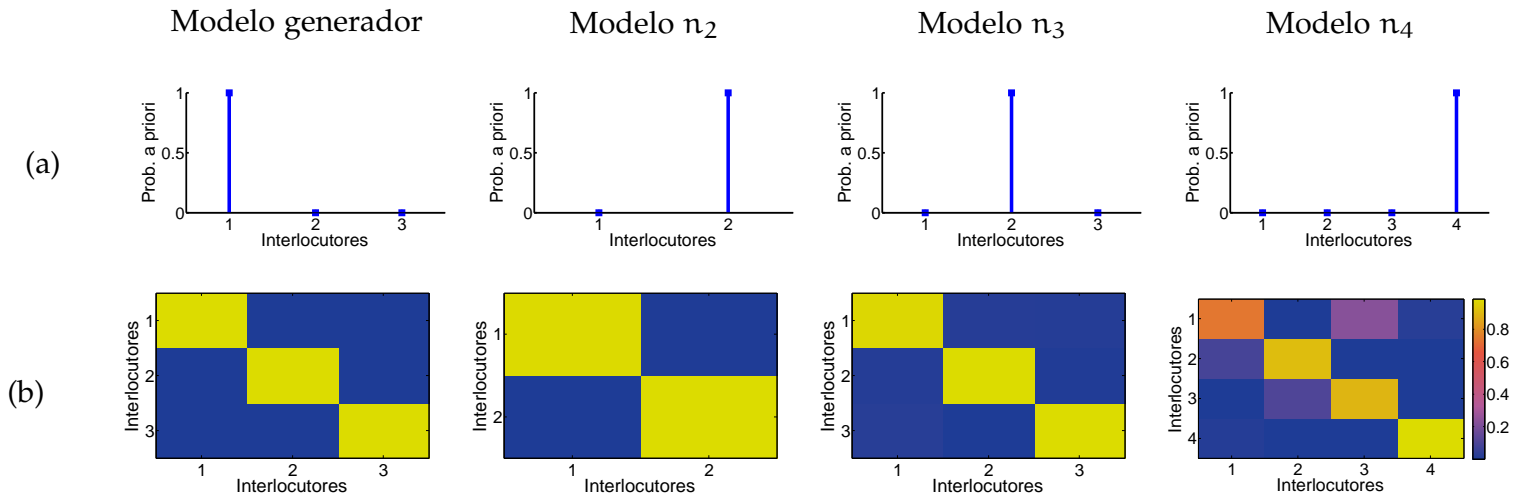 Modelo generador
Modelo n2
Modelo n3
Modelo n4
(a)
Prob. a priori
1
0.5
0
1 2 3
Interlocutores
Prob. a priori
1
0.5
0
1 2
Interlocutores
Prob. a priori
1
0.5
0
1 2 3
Interlocutores
Prob. a priori
1
0.5
0
1 2 3 4
Interlocutores
(b)
Interlocutores
1
2
3
1 2 3
Interlocutores
Interlocutores
1
2
1 2
Interlocutores
Interlocutores
1
2
3
1 2 3
Interlocutores
Interlocutores
1
2
3
4
1 2 3 4
Interlocutores
0.8
0.6
0.4
0.2